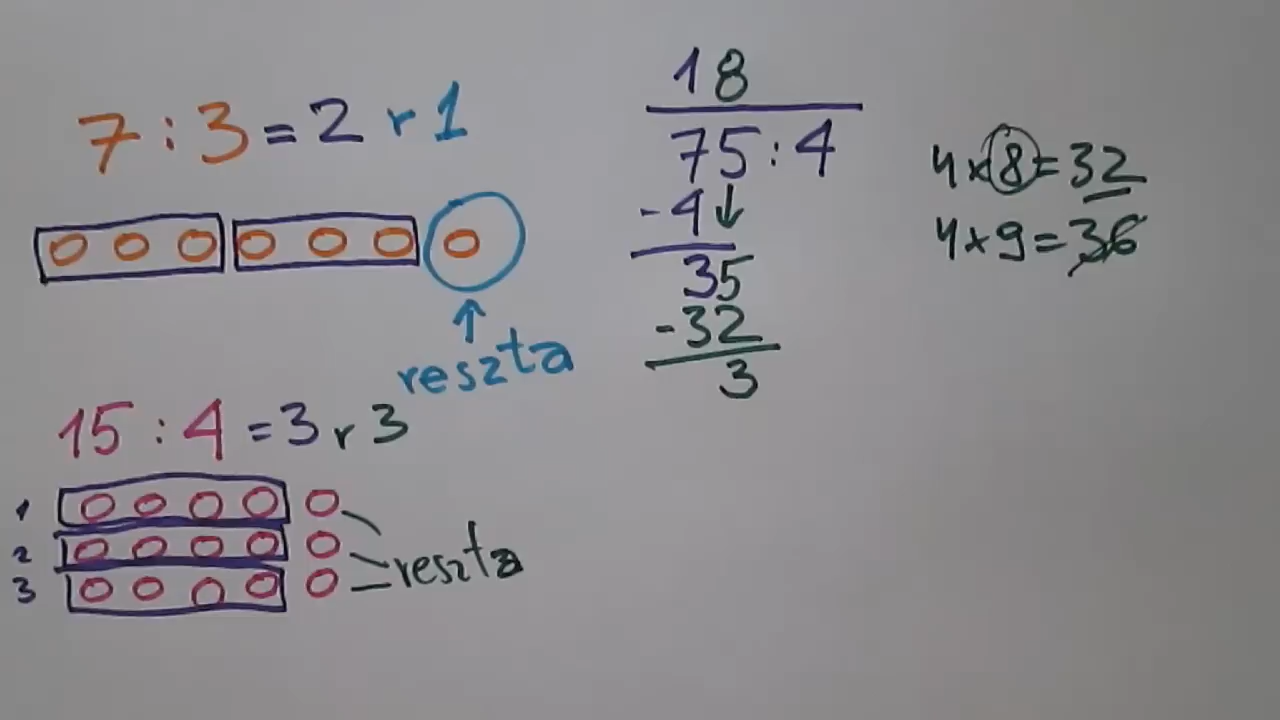 7 : 3 = 2 r 1
reszta
15 : 4 = 3 r 3
1
2
3
reszta
18
75 : 4
-4↓
35
-32
3
4 x 8 = 32
4 x 9 = 36